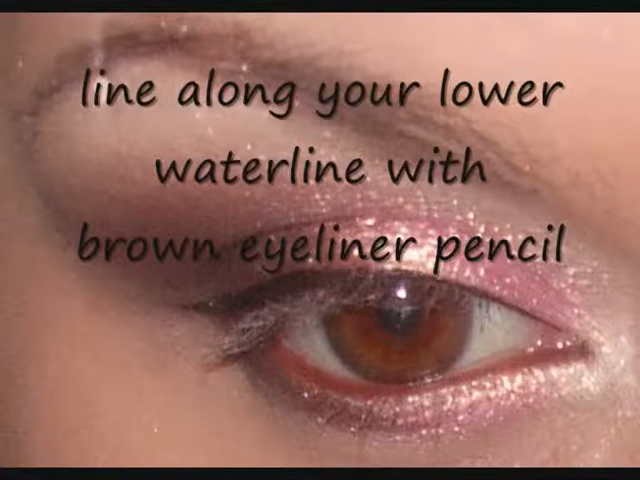 line along your lower
waterline with
brown eyeliner pencil